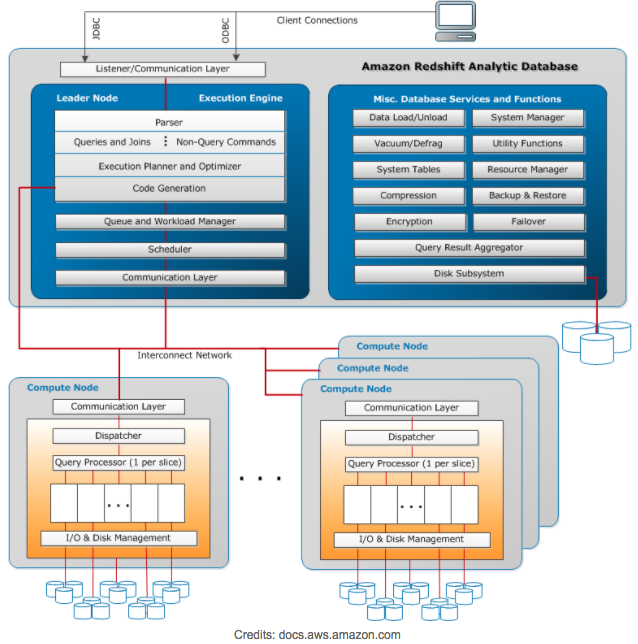 Client Connections
JDBC
ODBC
Listener/Communication Layer
Amazon Redshift Analytic Database
Leader Node
Execution Engine
Parser
Queries and Joins
Non-Query Commands
Execution Planner and Optimizer
Code Generation
Queue and Workload Manager
Scheduler
Communication Layer
Misc. Database Services and Functions
Data Load/Unload
System Manager
Vacuum/Defrag
Utility Functions
System Tables
Resource Manager
Compression
Backup & Restore
Encryption
Failover
Query Result Aggregator
Disk Subsystem
Interconnect Network
Compute Node
Communication Layer
Dispatcher
Query Processor (1 per slice)
...
I/O & Disk Management
...
Compute Node
Compute Node
Compute Node
Communication Layer
Dispatcher
Query Processor (1 per slice)
...
I/O & Disk Management
Credits: docs.aws.amazon.com